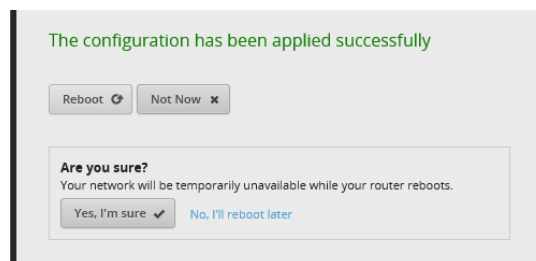 The configuration has been applied successfully
Reboot Not Now
Are you sure?
Your network will be temporarily unavailable while your router reboots.
Yes, I'm sure No, I'll reboot later